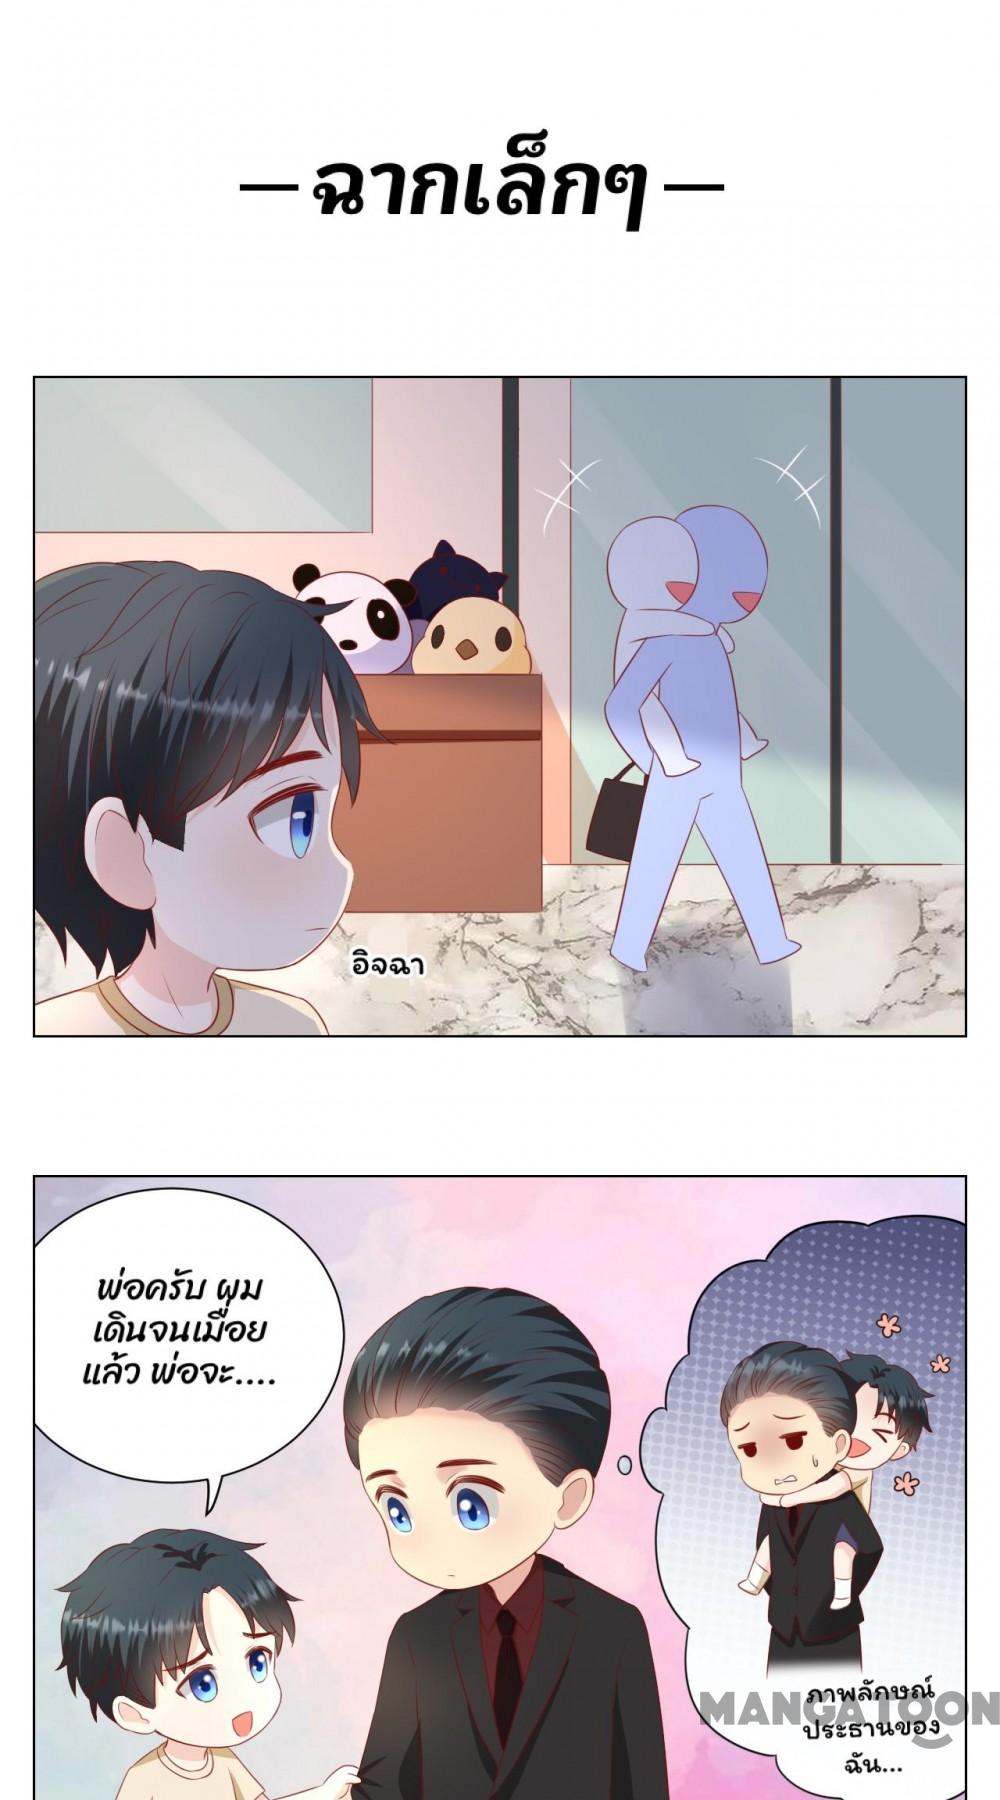 ฉากเล็กๆ
อิจฉา
พ่อครับ ผม
เดินจนเมื่อย
แล้ว พ่อจะ....
ภาพลักษณ์
ประธานของ
ฉัน...
MANGATOON